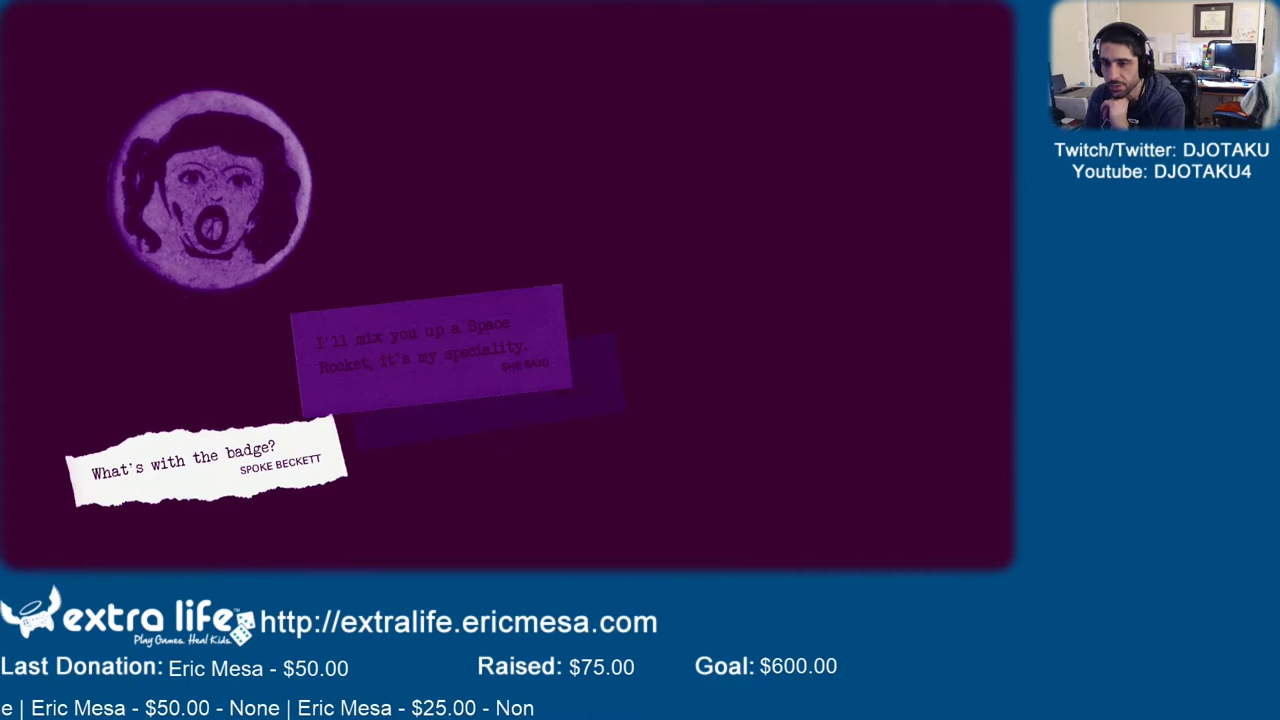 Twitch/Twitter: DJOTAKU
Youtube: DJOTAKU4
I'll mix you up a Space
Rocket, it's my speciality.
SHE SAID
What's with the badge?
SPOKE BECKETT
extra life
Play Games. Heal Kids.
http://extralife.ericmesa.com
Last Donation: Eric Mesa - $50.00
Raised: $75.00
Goal: $600.00
e | Eric Mesa - $50.00 - None | Eric Mesa - $25.00 - Non